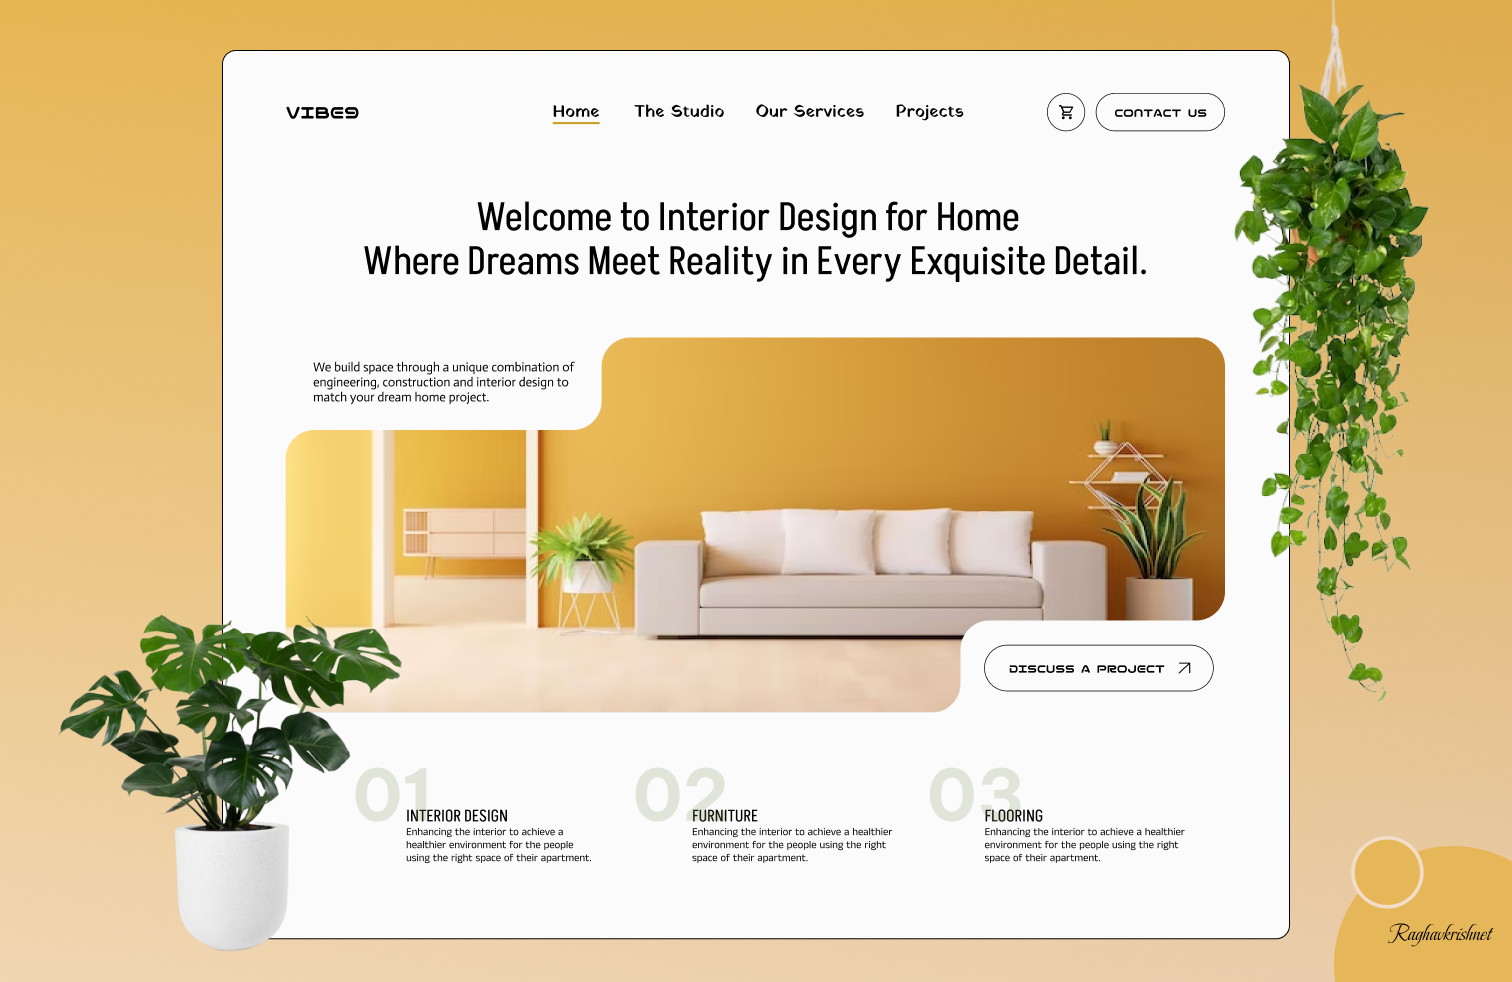 VIBES
Home
The Studio
Our Services
Projects
CONTACT US
Welcome to Interior Design for Home
Where Dreams Meet Reality in Every Exquisite Detail.
We build space through a unique combination of
engineering, construction and interior design to
match your dream home project.
DISCUSS A PROJECT
01
INTERIOR DESIGN
Enhancing the interior to achieve a
healthier environment for the people
using the right space of their apartment.
02
FURNITURE
Enhancing the interior to achieve a healthier
environment for the people using the right
space of their apartment.
03
FLOORING
Enhancing the interior to achieve a healthier
environment for the people using the right
space of their apartment.
Raghavkrishnet